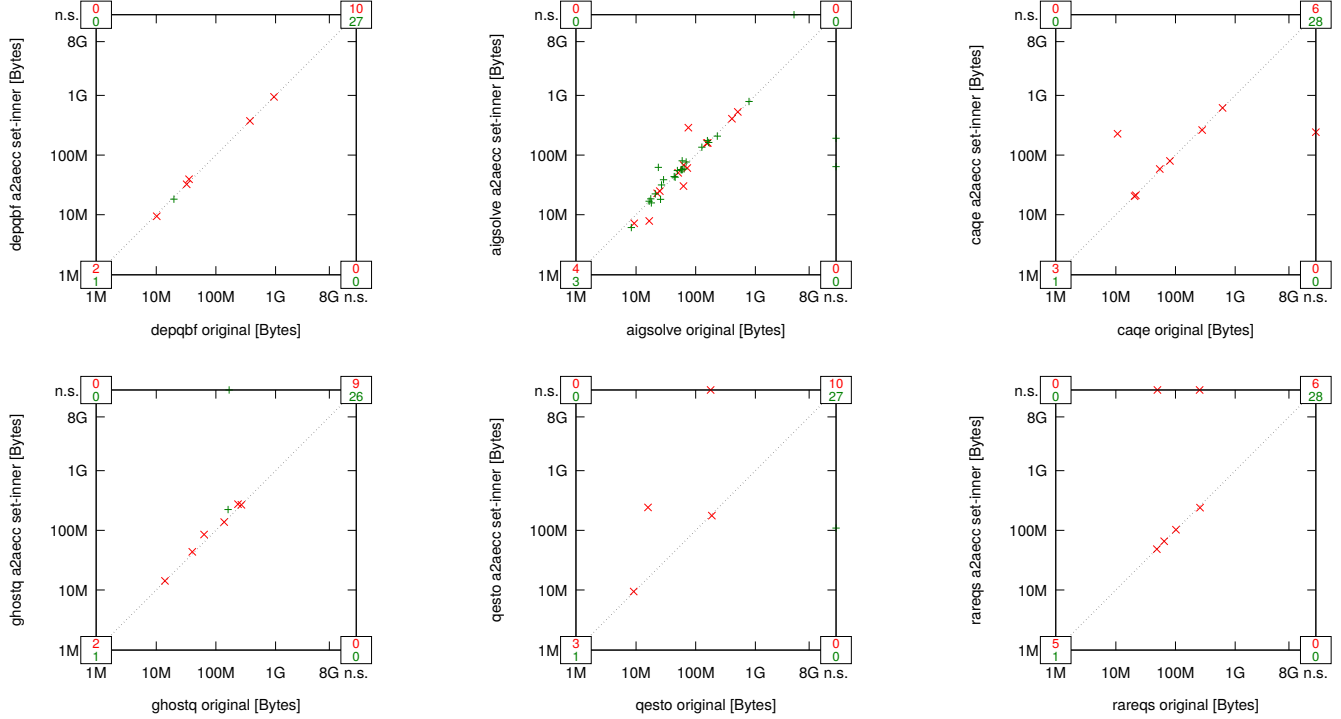 n.s. 0 0 10 27
8G
1G
100M
10M
1M 2 1 0 0
1M 10M 100M 1G 8G n.s.
depqbf a2aecc set-inner [Bytes]
depqbf original [Bytes]
n.s. 0 0 0 0
8G
1G
100M
10M
1M 4 3 0 0
1M 10M 100M 1G 8G n.s.
aigsolve a2aecc set-inner [Bytes]
aigsolve original [Bytes]
n.s. 0 0 6 28
8G
1G
100M
10M
1M 3 1 0 0
1M 10M 100M 1G 8G n.s.
caqe a2aecc set-inner [Bytes]
caqe original [Bytes]
n.s. 0 0 9 26
8G
1G
100M
10M
1M 2 1 0 0
1M 10M 100M 1G 8G n.s.
ghostq a2aecc set-inner [Bytes]
ghostq original [Bytes]
n.s. 0 0 10 27
8G
1G
100M
10M
1M 3 1 0 0
1M 10M 100M 1G 8G n.s.
qesto a2aecc set-inner [Bytes]
qesto original [Bytes]
n.s. 0 0 6 28
8G
1G
100M
10M
1M 5 1 0 0
1M 10M 100M 1G 8G n.s.
rareqs a2aecc set-inner [Bytes]
rareqs original [Bytes]